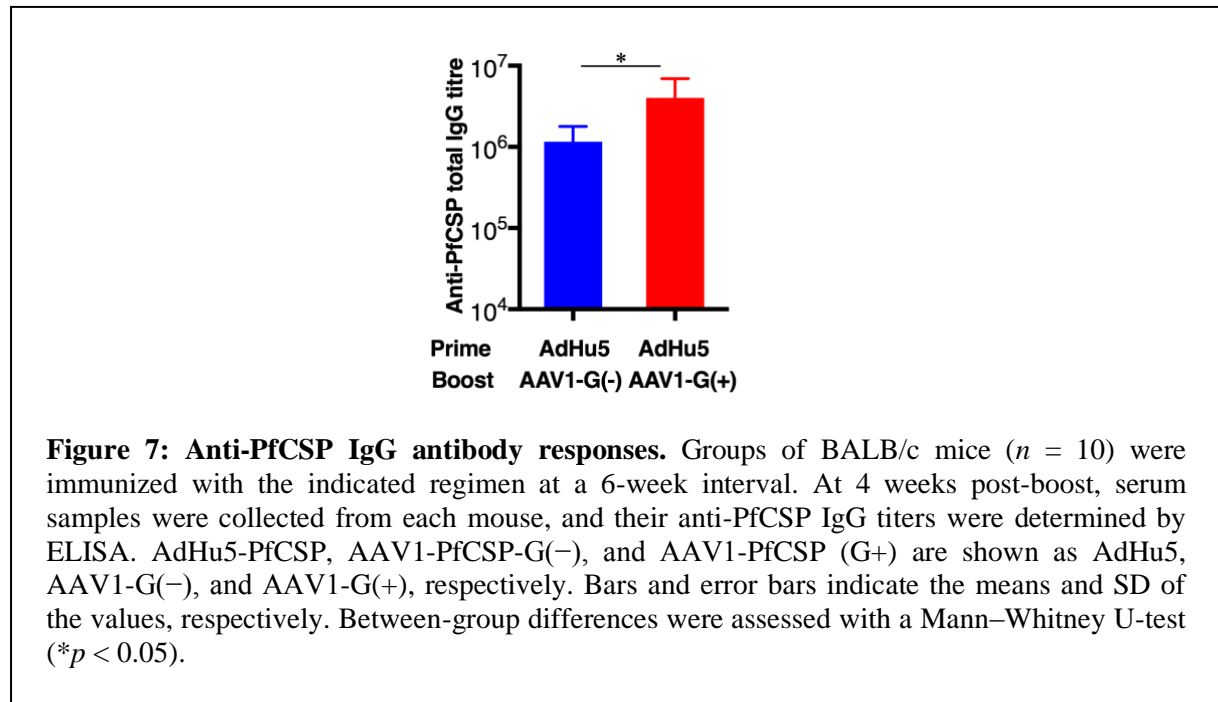 *
10⁷
10⁶
10⁵
10⁴
Anti-PfCSP total IgG titre
Prime AdHu5 AdHu5
Boost AAV1-G(-) AAV1-G(+)
Figure 7: Anti-PfCSP IgG antibody responses. Groups of BALB/c mice (n = 10) were
immunized with the indicated regimen at a 6-week interval. At 4 weeks post-boost, serum
samples were collected from each mouse, and their anti-PfCSP IgG titers were determined by
ELISA. AdHu5-PfCSP, AAV1-PfCSP-G(−), and AAV1-PfCSP (G+) are shown as AdHu5,
AAV1-G(−), and AAV1-G(+), respectively. Bars and error bars indicate the means and SD of
the values, respectively. Between-group differences were assessed with a Mann–Whitney U-test
(*p < 0.05).